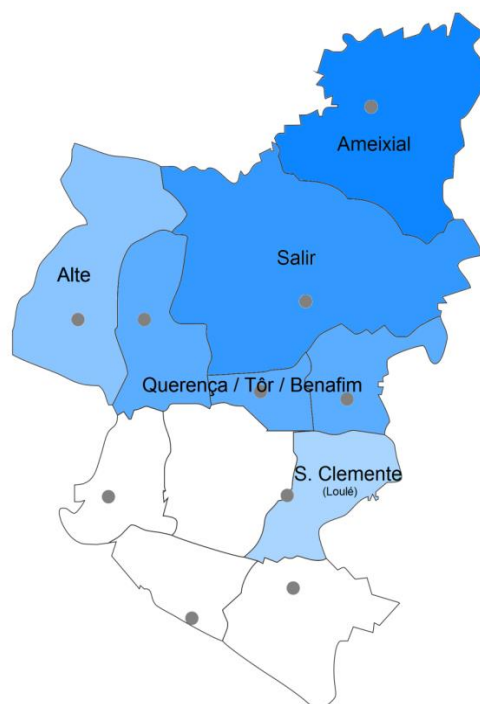 Ameixial
Salir
Alte
Querença / Tôr / Benafim
S. Clemente
(Loulé)